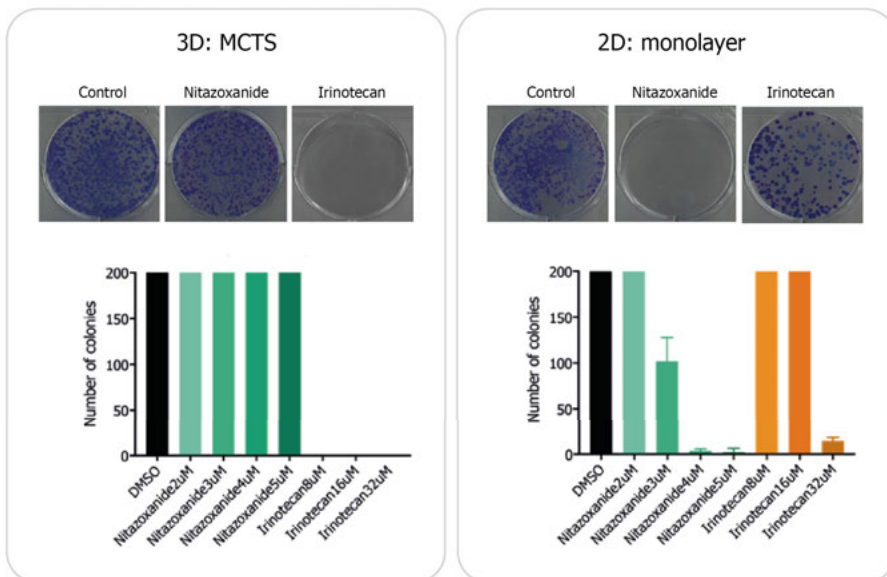 3D: MCTS
Control
Nitazoxanide
Irinotecan
Number of colonies
200
150
100
50
0
DMSO
Nitazoxanide2uM
Nitazoxanide3uM
Nitazoxanide4uM
Nitazoxanide5uM
Irinotecan8uM
Irinotecan16uM
Irinotecan32uM
2D: monolayer
Control
Nitazoxanide
Irinotecan
Number of colonies
200
150
100
50
0
DMSO
Nitazoxanide2uM
Nitazoxanide3uM
Nitazoxanide4uM
Nitazoxanide5uM
Irinotecan8uM
Irinotecan16uM
Irinotecan32uM